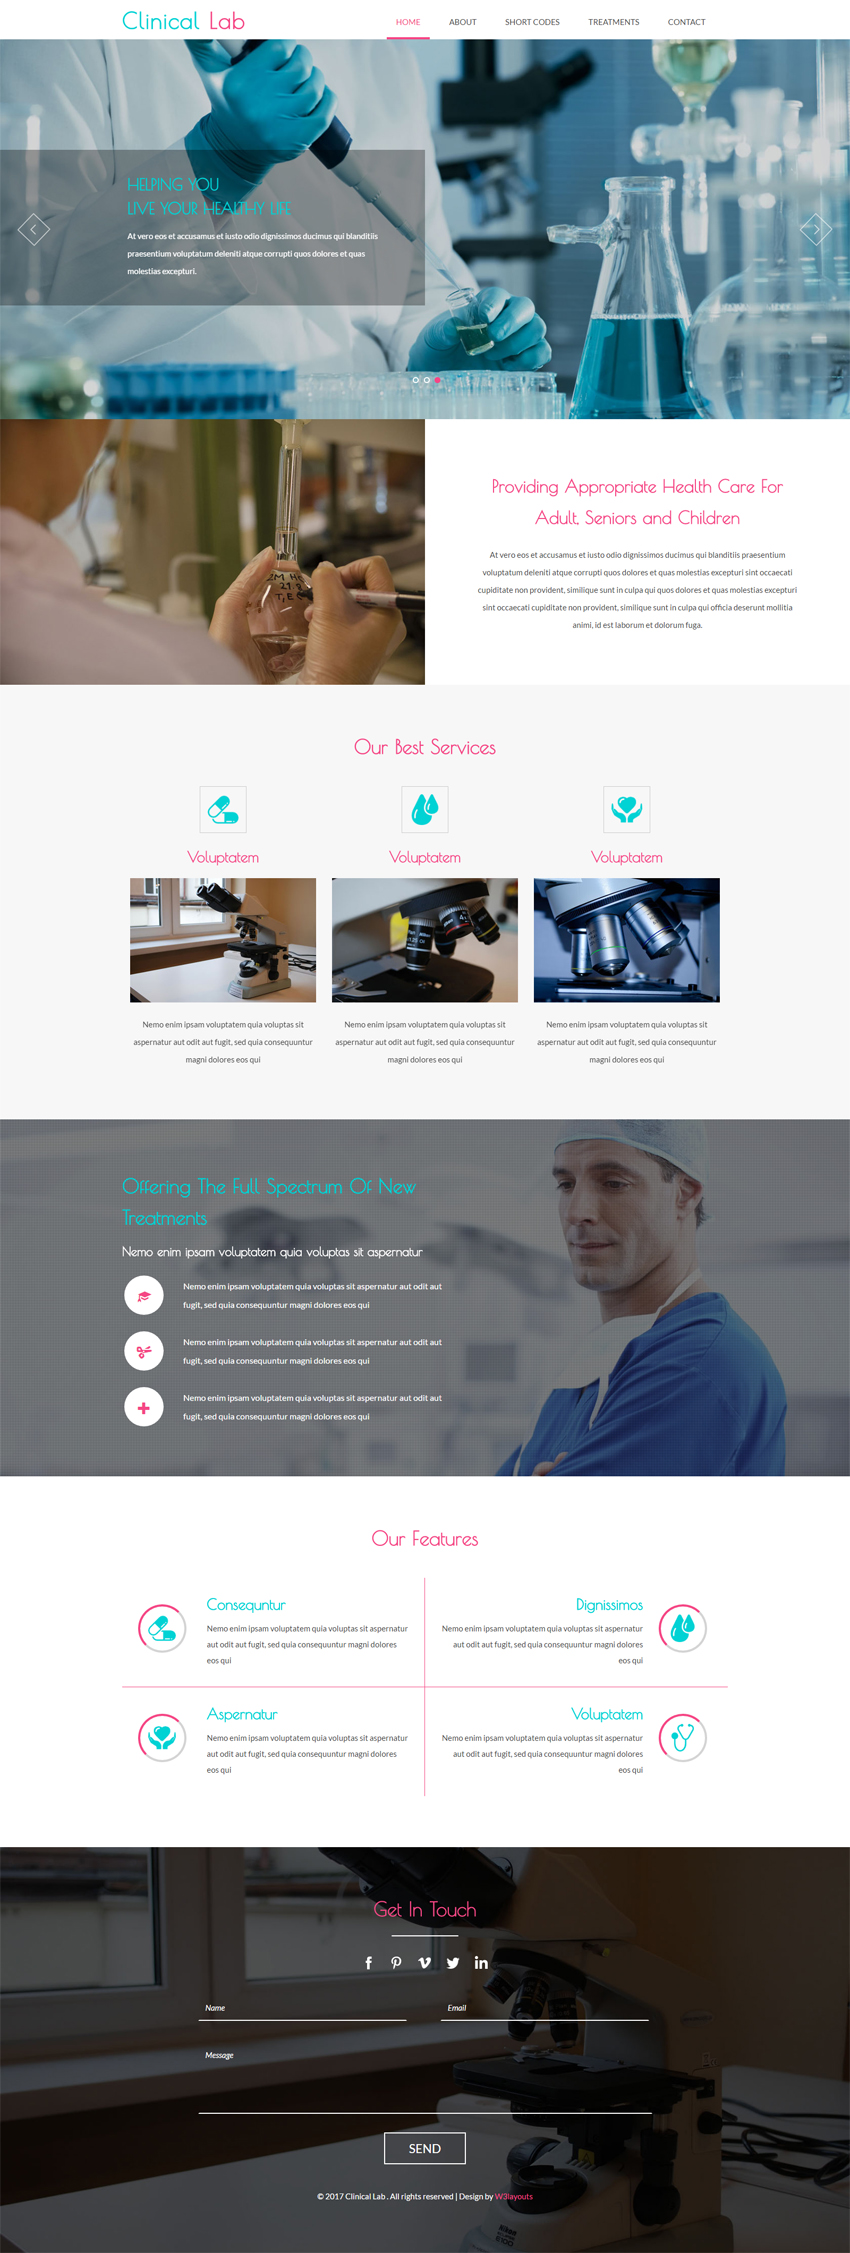 Clinical Lab
HOME ABOUT SHORT CODES TREATMENTS CONTACT
HELPING YOU
LIVE YOUR HEALTHY LIFE
At vero eos et accusamus et iusto odio dignissimos ducimus qui blanditiis
praesentium voluptatum deleniti atque corrupti quos dolores et quas
molestias excepturi.
Providing Appropriate Health Care For
Adult, Seniors and Children
At vero eos et accusamus et iusto odio dignissimos ducimus qui blanditiis praesentium
voluptatum deleniti atque corrupti quos dolores et quas molestias excepturi sint occaecati
cupiditate non provident, similique sunt in culpa qui quos dolores et quas molestias excepturi
sint occaecati cupiditate non provident, similique sunt in culpa qui officia deserunt mollitia
animi, id est laborum et dolorum fuga.
Our Best Services
Voluptatem
Nemo enim ipsam voluptatem quia voluptas sit
aspernatur aut odit aut fugit, sed quia consequuntur
magni dolores eos qui
Voluptatem
Nemo enim ipsam voluptatem quia voluptas sit
aspernatur aut odit aut fugit, sed quia consequuntur
magni dolores eos qui
Voluptatem
Nemo enim ipsam voluptatem quia voluptas sit
aspernatur aut odit aut fugit, sed quia consequuntur
magni dolores eos qui
Offering The Full Spectrum Of New
Treatments
Nemo enim ipsam voluptatem quia voluptas sit aspernatur
Nemo enim ipsam voluptatem quia voluptas sit aspernatur aut odit aut
fugit, sed quia consequuntur magni dolores eos qui
Nemo enim ipsam voluptatem quia voluptas sit aspernatur aut odit aut
fugit, sed quia consequuntur magni dolores eos qui
Nemo enim ipsam voluptatem quia voluptas sit aspernatur aut odit aut
fugit, sed quia consequuntur magni dolores eos qui
Our Features
Consequntur
Nemo enim ipsam voluptatem quia voluptas sit aspernatur
aut odit aut fugit, sed quia consequuntur magni dolores
eos qui
Dignissimos
Nemo enim ipsam voluptatem quia voluptas sit aspernatur
aut odit aut fugit, sed quia consequuntur magni dolores
eos qui
Aspernatur
Nemo enim ipsam voluptatem quia voluptas sit aspernatur
aut odit aut fugit, sed quia consequuntur magni dolores
eos qui
Voluptatem
Nemo enim ipsam voluptatem quia voluptas sit aspernatur
aut odit aut fugit, sed quia consequuntur magni dolores
eos qui
Get In Touch
Name
Email
Message
SEND
© 2017 Clinical Lab . All rights reserved | Design by W3layouts